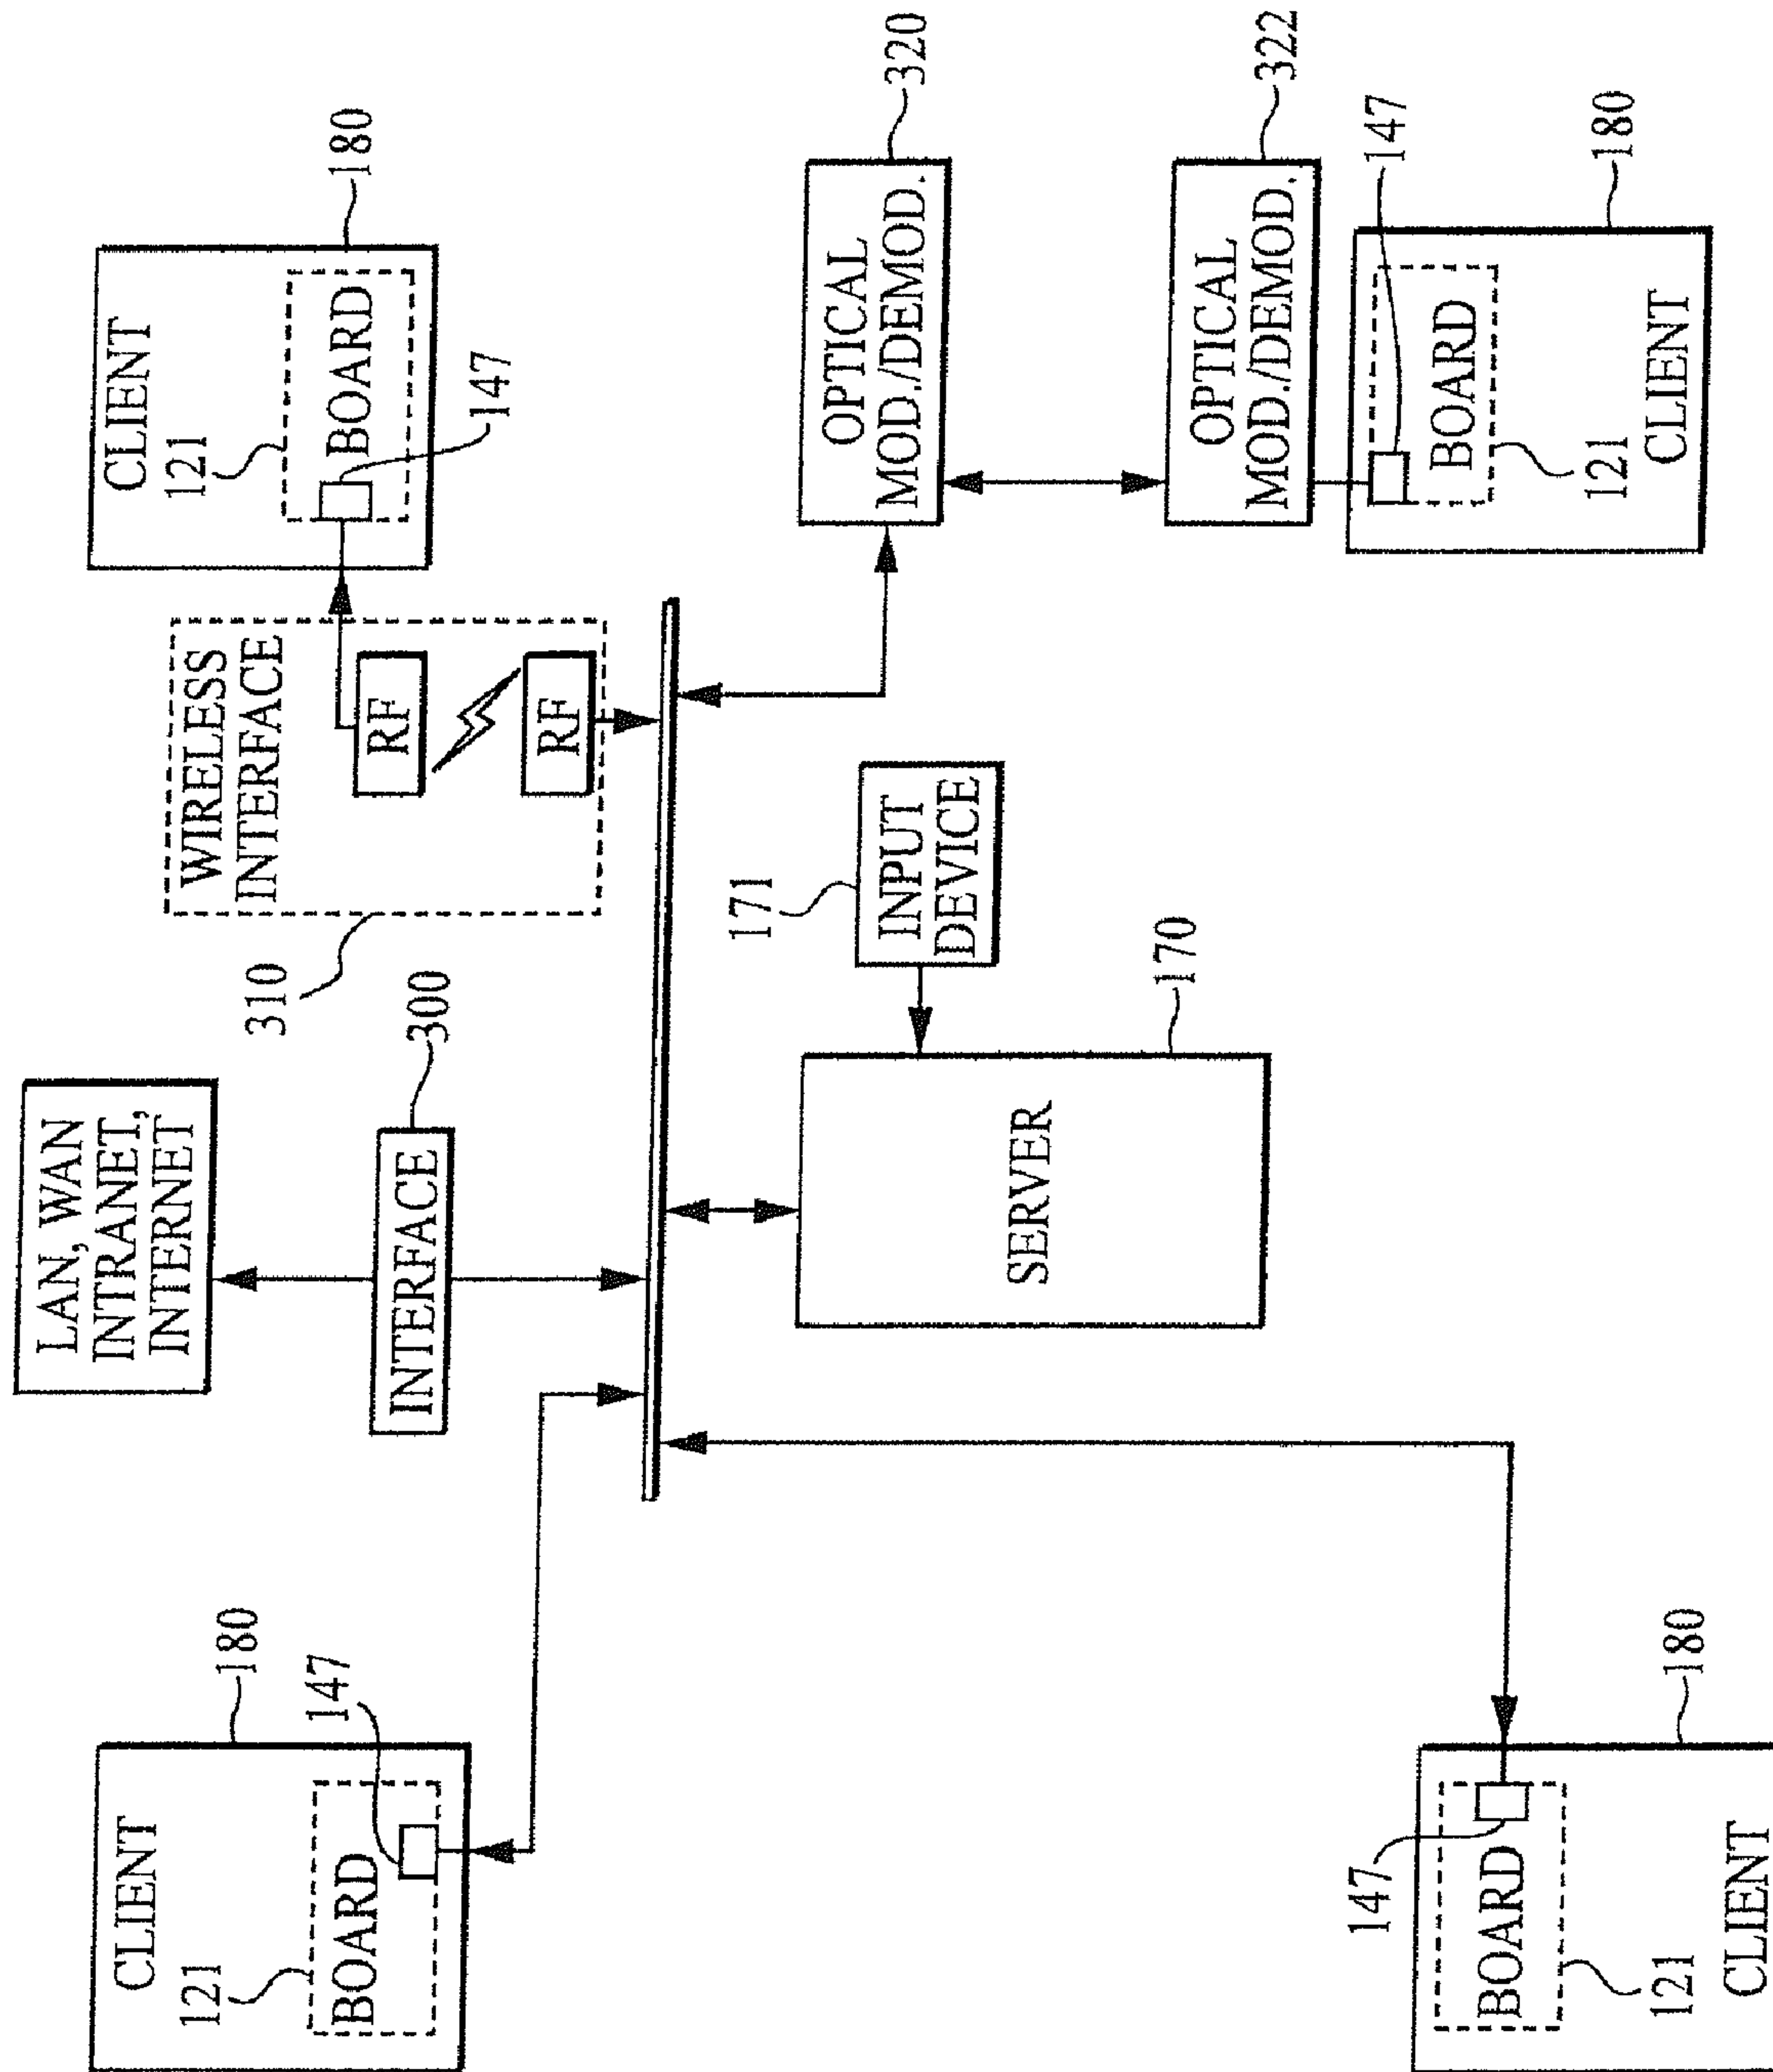 CLIENT
180
121
BOARD
147
LAN, WAN
INTRANET,
INTERNET
INTERFACE
300
WIRELESS
INTERFACE
310
RF
RF
CLIENT
180
121
BOARD
147
SERVER
170
INPUT
DEVICE
171
OPTICAL
MOD./DEMOD.
320
OPTICAL
MOD./DEMOD.
322
147
BOARD
121
180
CLIENT
147
BOARD
121
180
CLIENT